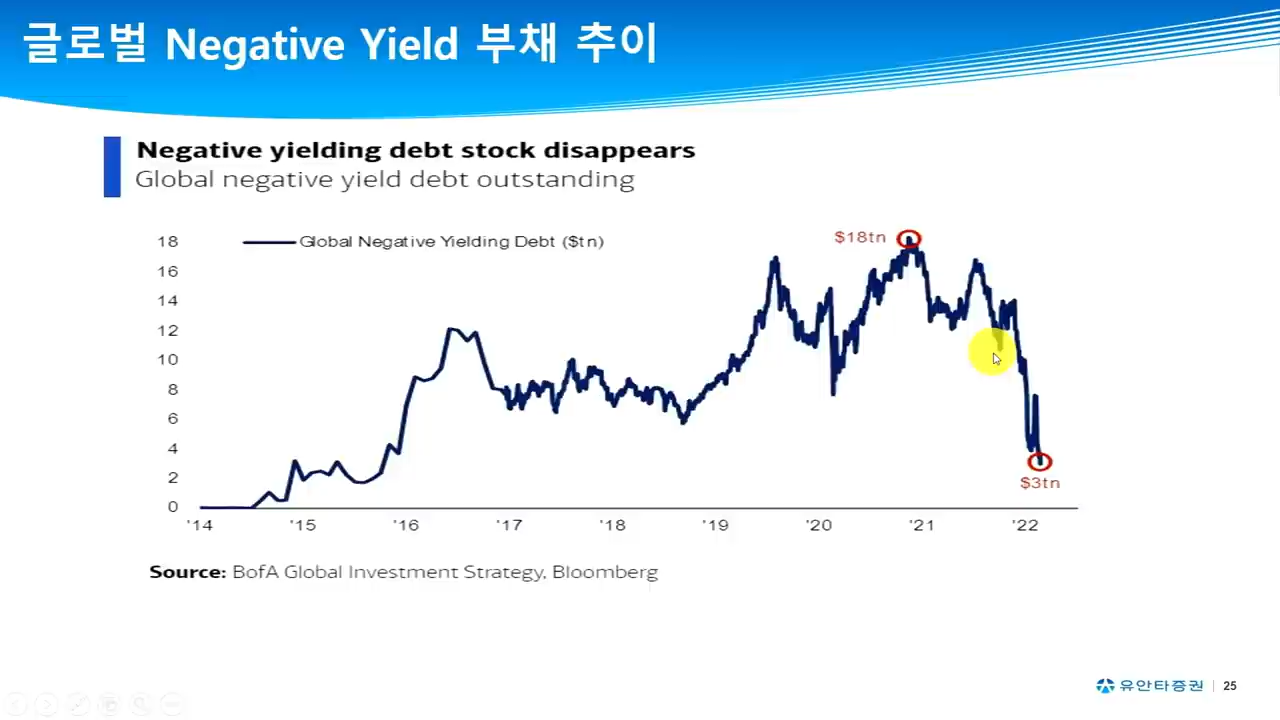 글로벌 Negative Yield 부채 추이
Negative yielding debt stock disappears
Global negative yield debt outstanding
Global Negative Yielding Debt ($tn)
$18tn
18
16
14
12
10
8
6
4
2
0
$3tn
'14 '15 '16 '17 '18 '19 '20 '21 '22
Source: BofA Global Investment Strategy, Bloomberg
유안타증권 25